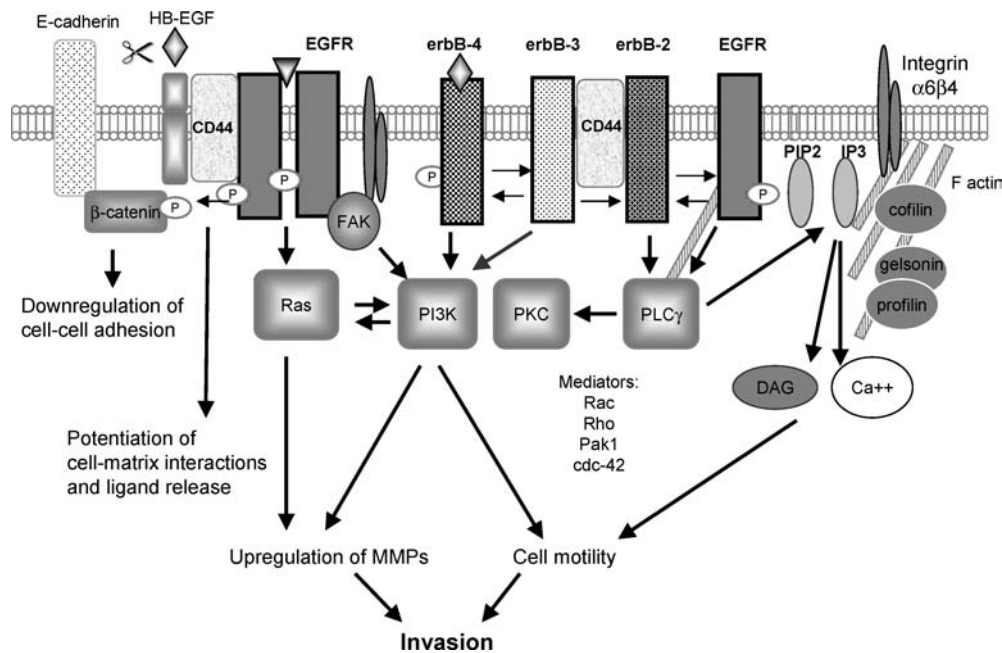 E-cadherin
HB-EGF
EGFR
erbB-4
erbB-3
erbB-2
EGFR
Integrin
α6β4
CD44
CD44
PIP2
IP3
F actin
P
P
P
P
P
β-catenin
FAK
cofilin
gelsonin
profilin
Downregulation of
cell-cell adhesion
Ras
PI3K
PKC
PLCγ
DAG
Ca++
Mediators:
Rac
Rho
Pak1
cdc-42
Potentiation of
cell-matrix interactions
and ligand release
Upregulation of MMPs
Cell motility
Invasion